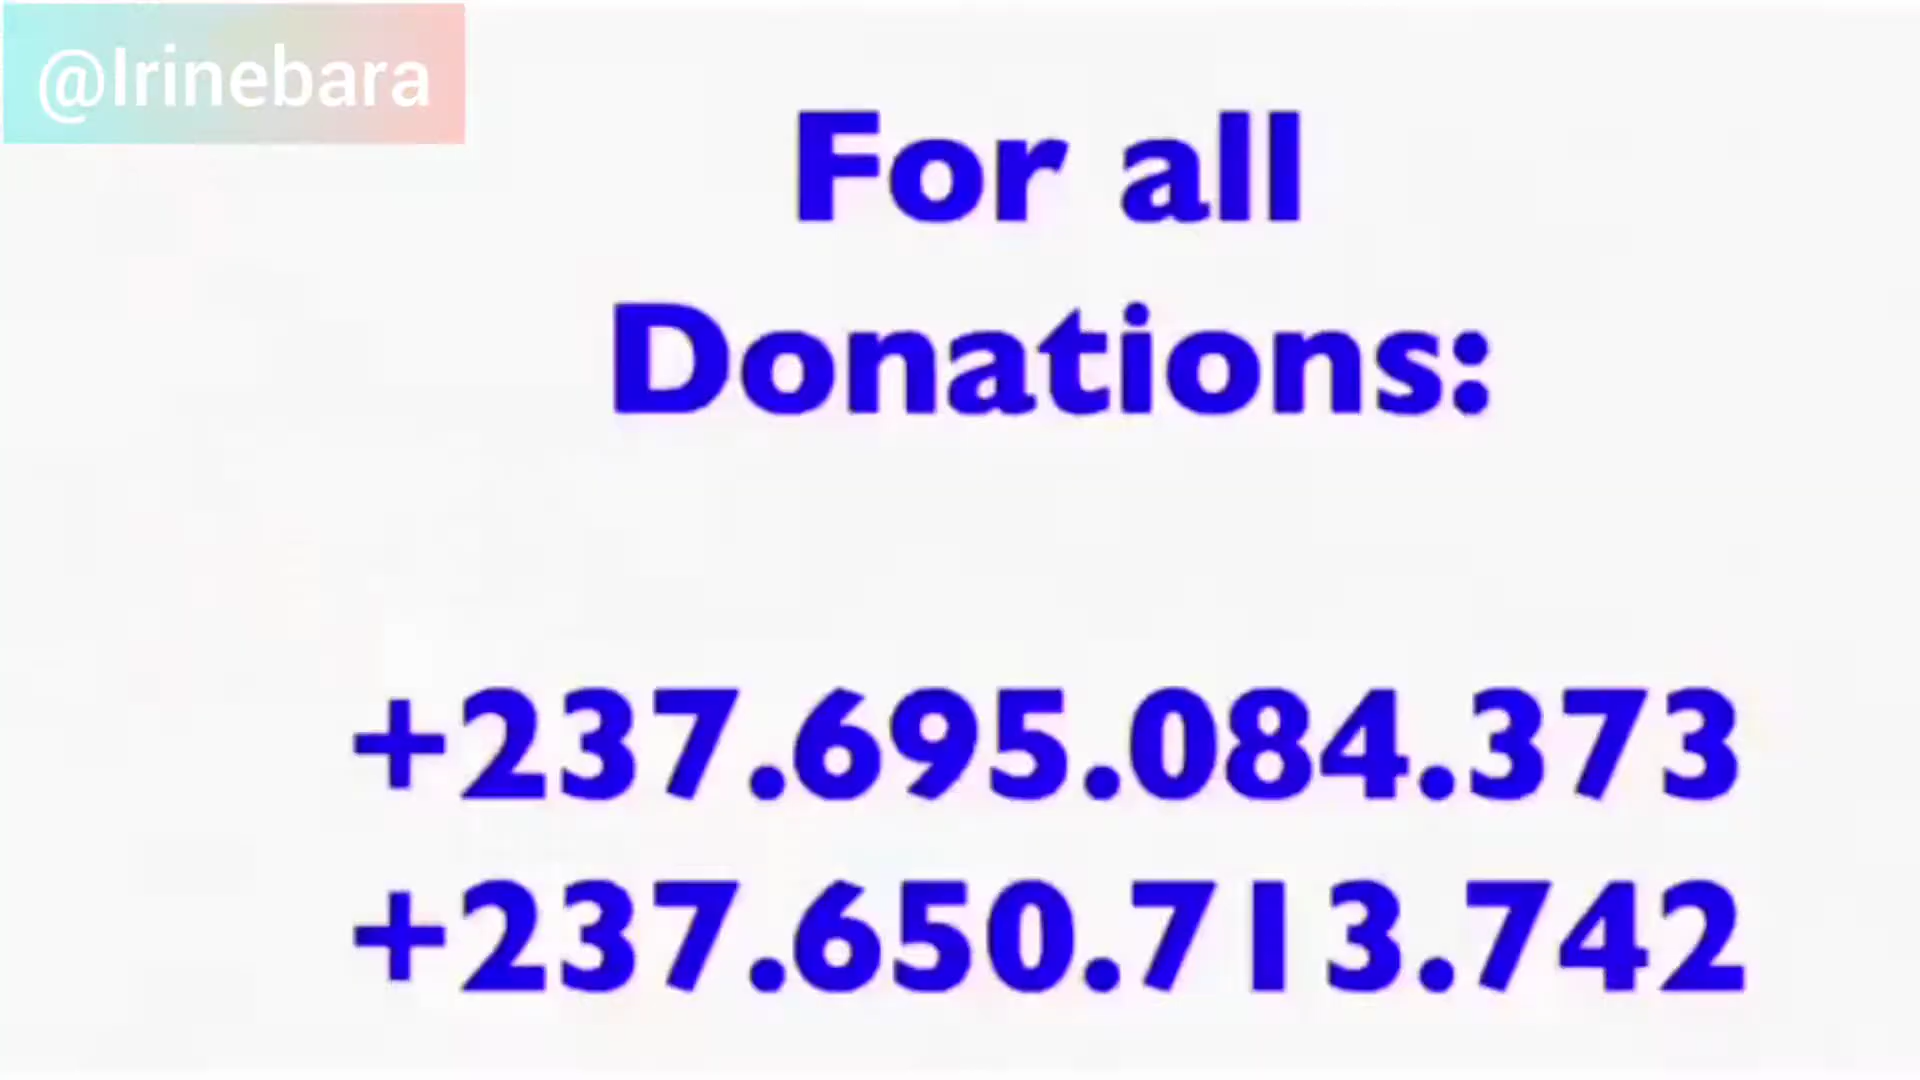 @Irinebara
For all
Donations:
+237.695.084.373
+237.650.713.742